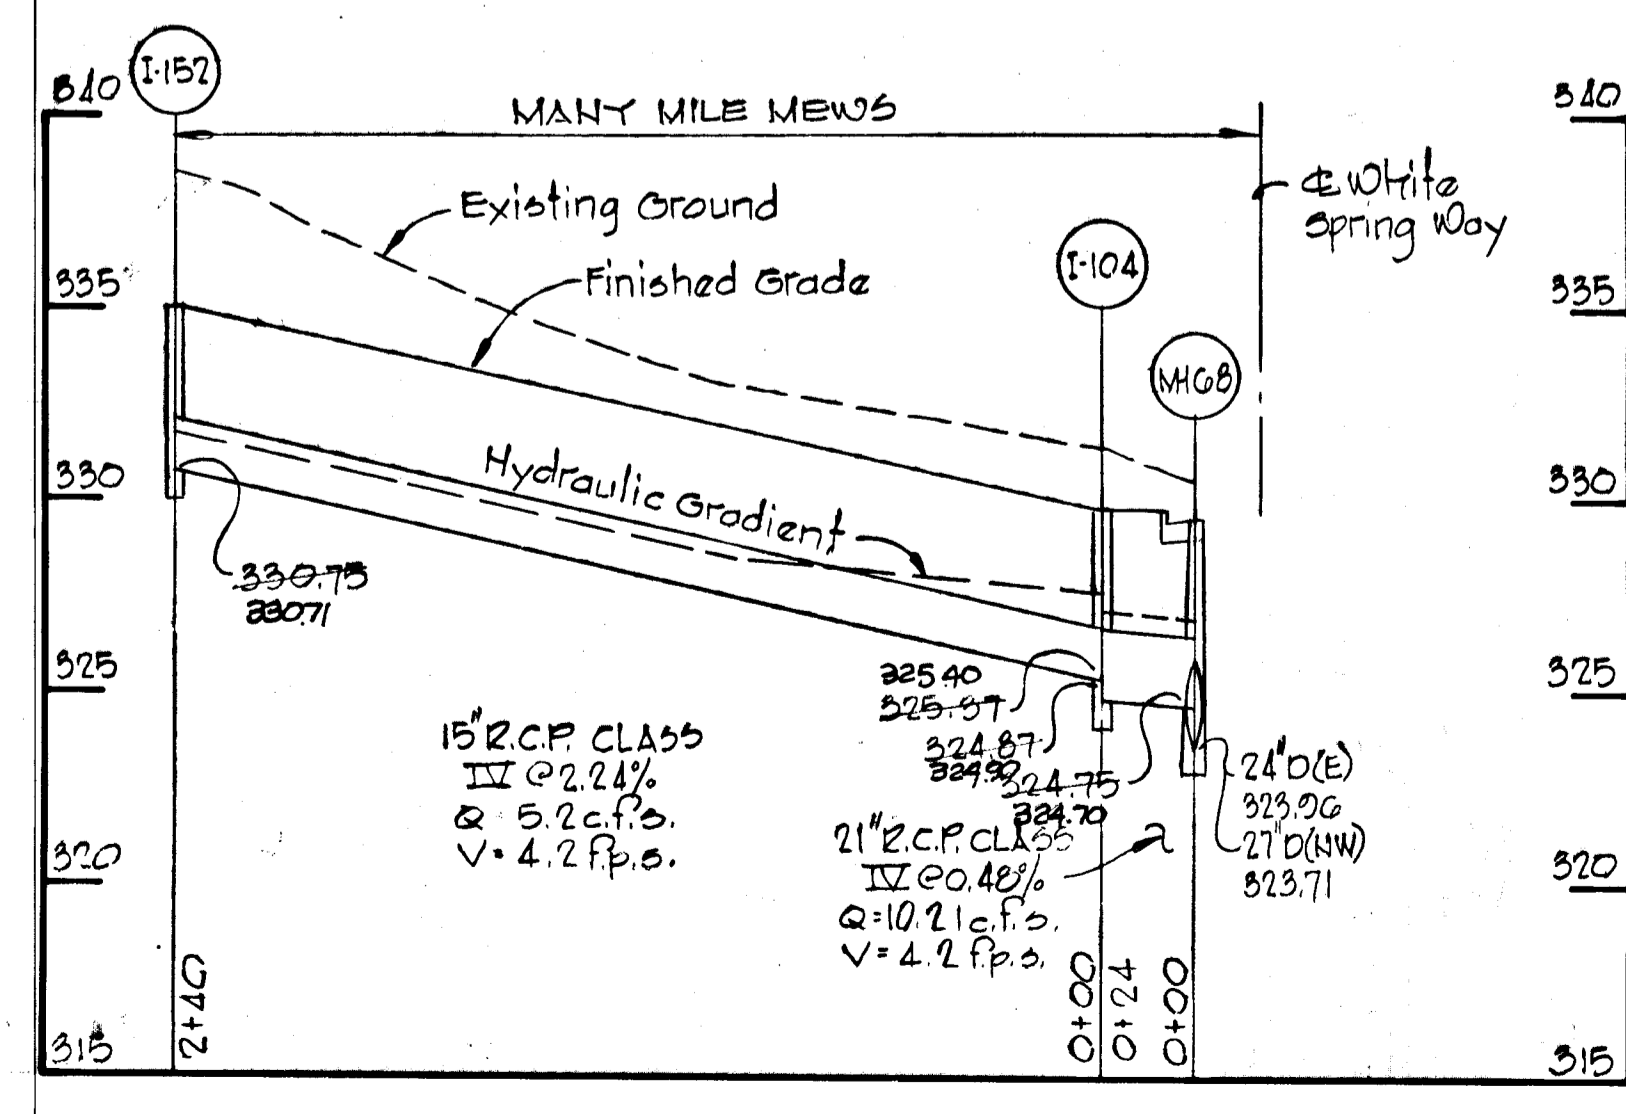 I-152
340
340
MANY MILE MEWS
℄ White
Spring Way
Existing Ground
I-104
335
Finished Grade
335
MH68
Hydraulic Gradient
330
330
330.75
330.71
325
325.40
325
325.37
324.87
324.90
324.75
324.70
15" R.C.P. CLASS
IV @ 2.24%
Q 5.2 c.f.s.
V= 4.2 f.p.s.
24"D(E)
323.96
27"D(NW)
323.71
21" R.C.P. CLASS
IV @ 0.48%
Q=10.21 c.f.s.
V=4.2 f.p.s.
320
320
2+40
0+00
0+24
0+00
315
315